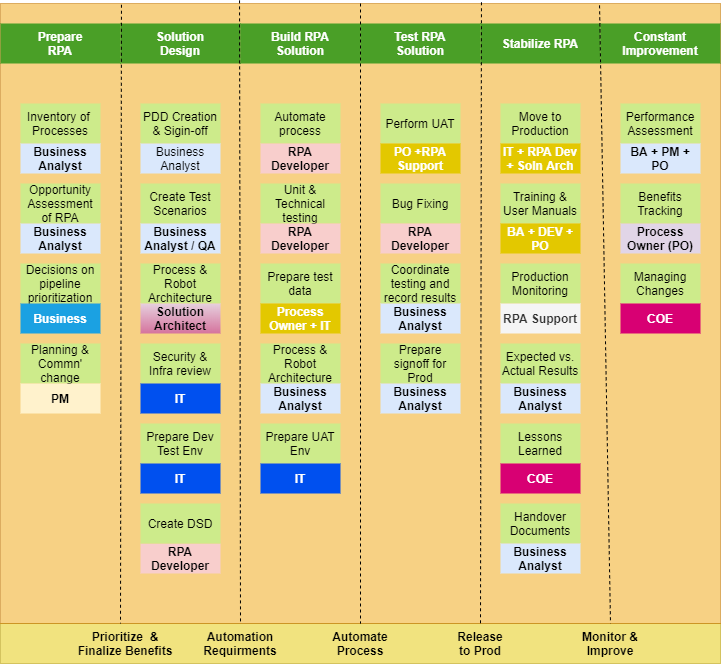 Prepare
RPA
Solution
Design
Build RPA
Solution
Test RPA
Solution
Stabilize RPA
Constant
Improvement
Inventory of
Processes
Business
Analyst
Opportunity
Assessment
of RPA
Business
Analyst
Decisions on
pipeline
prioritization
Business
Planning &
Commn'
change
PM
PDD Creation
& Sigin-off
Business
Analyst
Create Test
Scenarios
Business
Analyst / QA
Process &
Robot
Architecture
Solution
Architect
Security &
Infra review
IT
Prepare Dev
Test Env
IT
Create DSD
RPA
Developer
Automate
process
RPA
Developer
Unit &
Technical
testing
RPA
Developer
Prepare test
data
Process
Owner + IT
Process &
Robot
Architecture
Business
Analyst
Prepare UAT
Env
IT
Perform UAT
PO +RPA
Support
Bug Fixing
RPA
Developer
Coordinate
testing and
record results
Business
Analyst
Prepare
signoff for
Prod
Business
Analyst
Move to
Production
IT + RPA Dev
+ Soln Arch
Training &
User Manuals
BA + DEV +
PO
Production
Monitoring
RPA Support
Expected vs.
Actual Results
Business
Analyst
Lessons
Learned
COE
Handover
Documents
Business
Analyst
Performance
Assessment
BA + PM +
PO
Benefits
Tracking
Process
Owner (PO)
Managing
Changes
COE
Prioritize &
Finalize Benefits
Automation
Requirments
Automate
Process
Release
to Prod
Monitor &
Improve